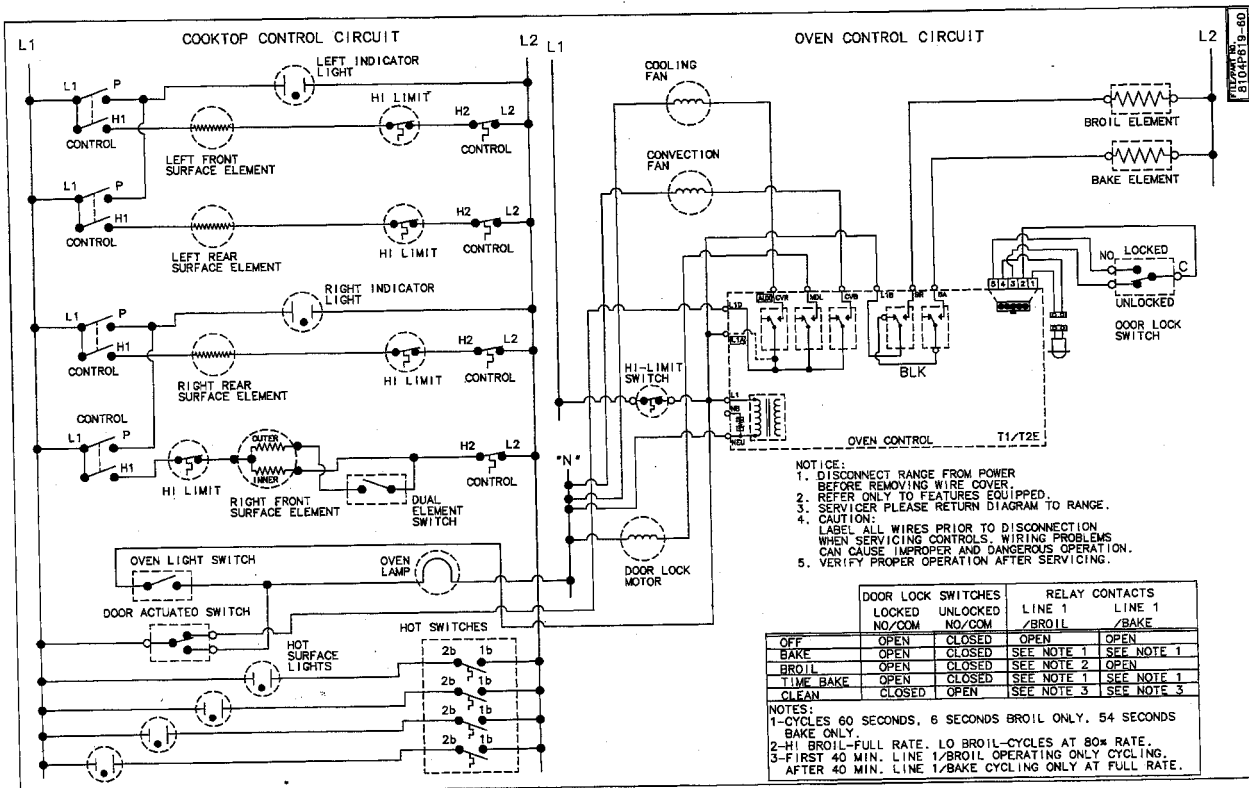 FILE/PART NO.
8104P619-60
COOKTOP CONTROL CIRCUIT
OVEN CONTROL CIRCUIT
L1
L2
L1
L2
LEFT INDICATOR
LIGHT
L1
P
H1
CONTROL
LEFT FRONT
SURFACE ELEMENT
HI LIMIT
H2
L2
CONTROL
L1
P
H1
CONTROL
LEFT REAR
SURFACE ELEMENT
HI LIMIT
H2
L2
CONTROL
RIGHT INDICATOR
LIGHT
L1
P
H1
CONTROL
RIGHT REAR
SURFACE ELEMENT
HI LIMIT
H2
L2
CONTROL
CONTROL
L1
P
H1
HI LIMIT
OUTER
INNER
RIGHT FRONT
SURFACE ELEMENT
DUAL
ELEMENT
SWITCH
H2
L2
CONTROL
OVEN LIGHT SWITCH
OVEN
LAMP
DOOR ACTUATED SWITCH
HOT
SURFACE
LIGHTS
HOT SWITCHES
2b
1b
2b
1b
2b
1b
2b
1b
COOLING
FAN
CONVECTION
FAN
BROIL ELEMENT
BAKE ELEMENT
CVR
MDL
CVB
L1B
BR
BA
5 4 3 2 1
NO
LOCKED
C
UNLOCKED
DOOR LOCK
SWITCH
L1D
L1A
BLK
HI-LIMIT
SWITCH
L1
NEU
OVEN CONTROL
T1/T2E
"N"
DOOR LOCK
MOTOR
NOTICE:
1. DISCONNECT RANGE FROM POWER
BEFORE REMOVING WIRE COVER.
2. REFER ONLY TO FEATURES EQUIPPED.
3. SERVICER PLEASE RETURN DIAGRAM TO RANGE.
4. CAUTION:
LABEL ALL WIRES PRIOR TO DISCONNECTION
WHEN SERVICING CONTROLS. WIRING PROBLEMS
CAN CAUSE IMPROPER AND DANGEROUS OPERATION.
5. VERIFY PROPER OPERATION AFTER SERVICING.
DOOR LOCK SWITCHES RELAY CONTACTS
LOCKED UNLOCKED LINE 1 LINE 1
NO/COM NO/COM /BROIL /BAKE
OFF OPEN CLOSED OPEN OPEN
BAKE OPEN CLOSED SEE NOTE 1 SEE NOTE 1
BROIL OPEN CLOSED SEE NOTE 2 OPEN
TIME BAKE OPEN CLOSED SEE NOTE 1 SEE NOTE 1
CLEAN CLOSED OPEN SEE NOTE 3 SEE NOTE 3
NOTES:
1-CYCLES 60 SECONDS, 6 SECONDS BROIL ONLY, 54 SECONDS
BAKE ONLY.
2-HI BROIL-FULL RATE. LO BROIL-CYCLES AT 80% RATE.
3-FIRST 40 MIN. LINE 1/BROIL OPERATING ONLY CYCLING.
AFTER 40 MIN. LINE 1/BAKE CYCLING ONLY AT FULL RATE.